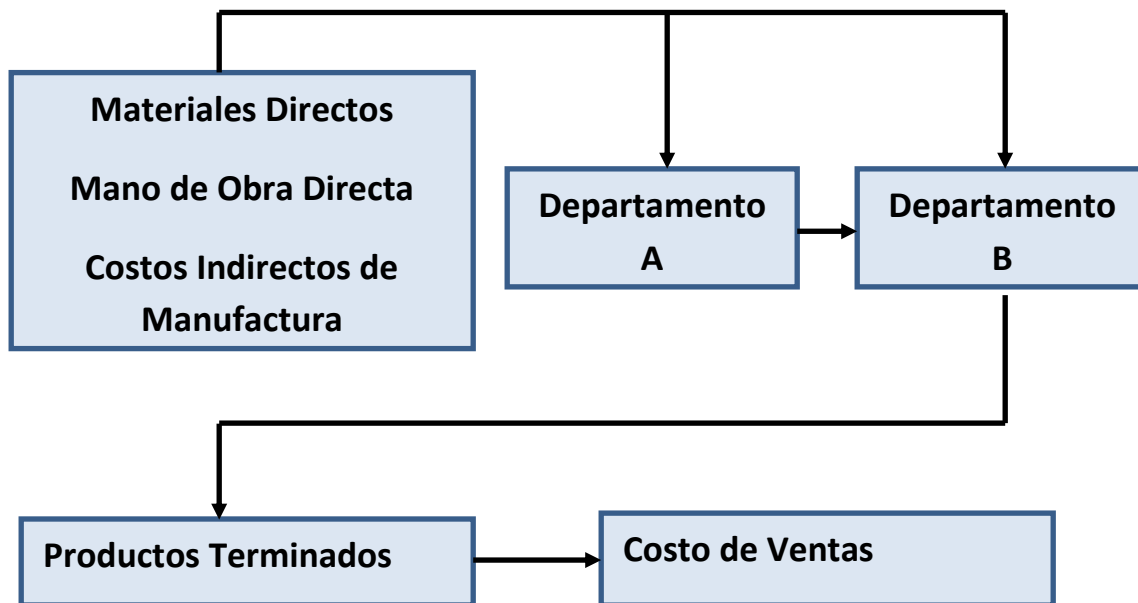 Materiales Directos
Mano de Obra Directa
Costos Indirectos de
Manufactura
Departamento
A
Departamento
B
Productos Terminados
Costo de Ventas